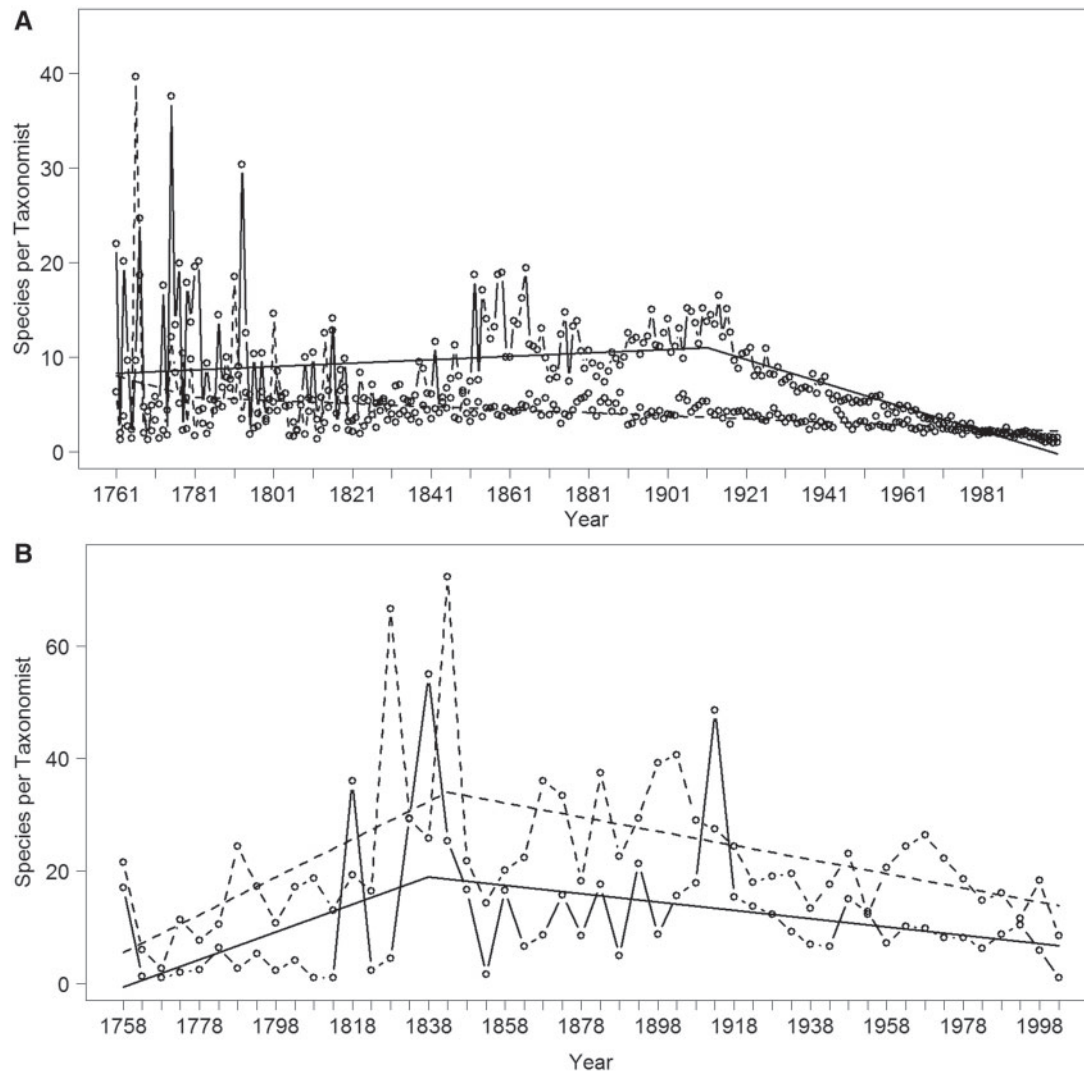 A
Species per Taxonomist
40
30
20
10
0
1761 1781 1801 1821 1841 1861 1881 1901 1921 1941 1961 1981
Year
B
Species per Taxonomist
60
40
20
0
1758 1778 1798 1818 1838 1858 1878 1898 1918 1938 1958 1978 1998
Year